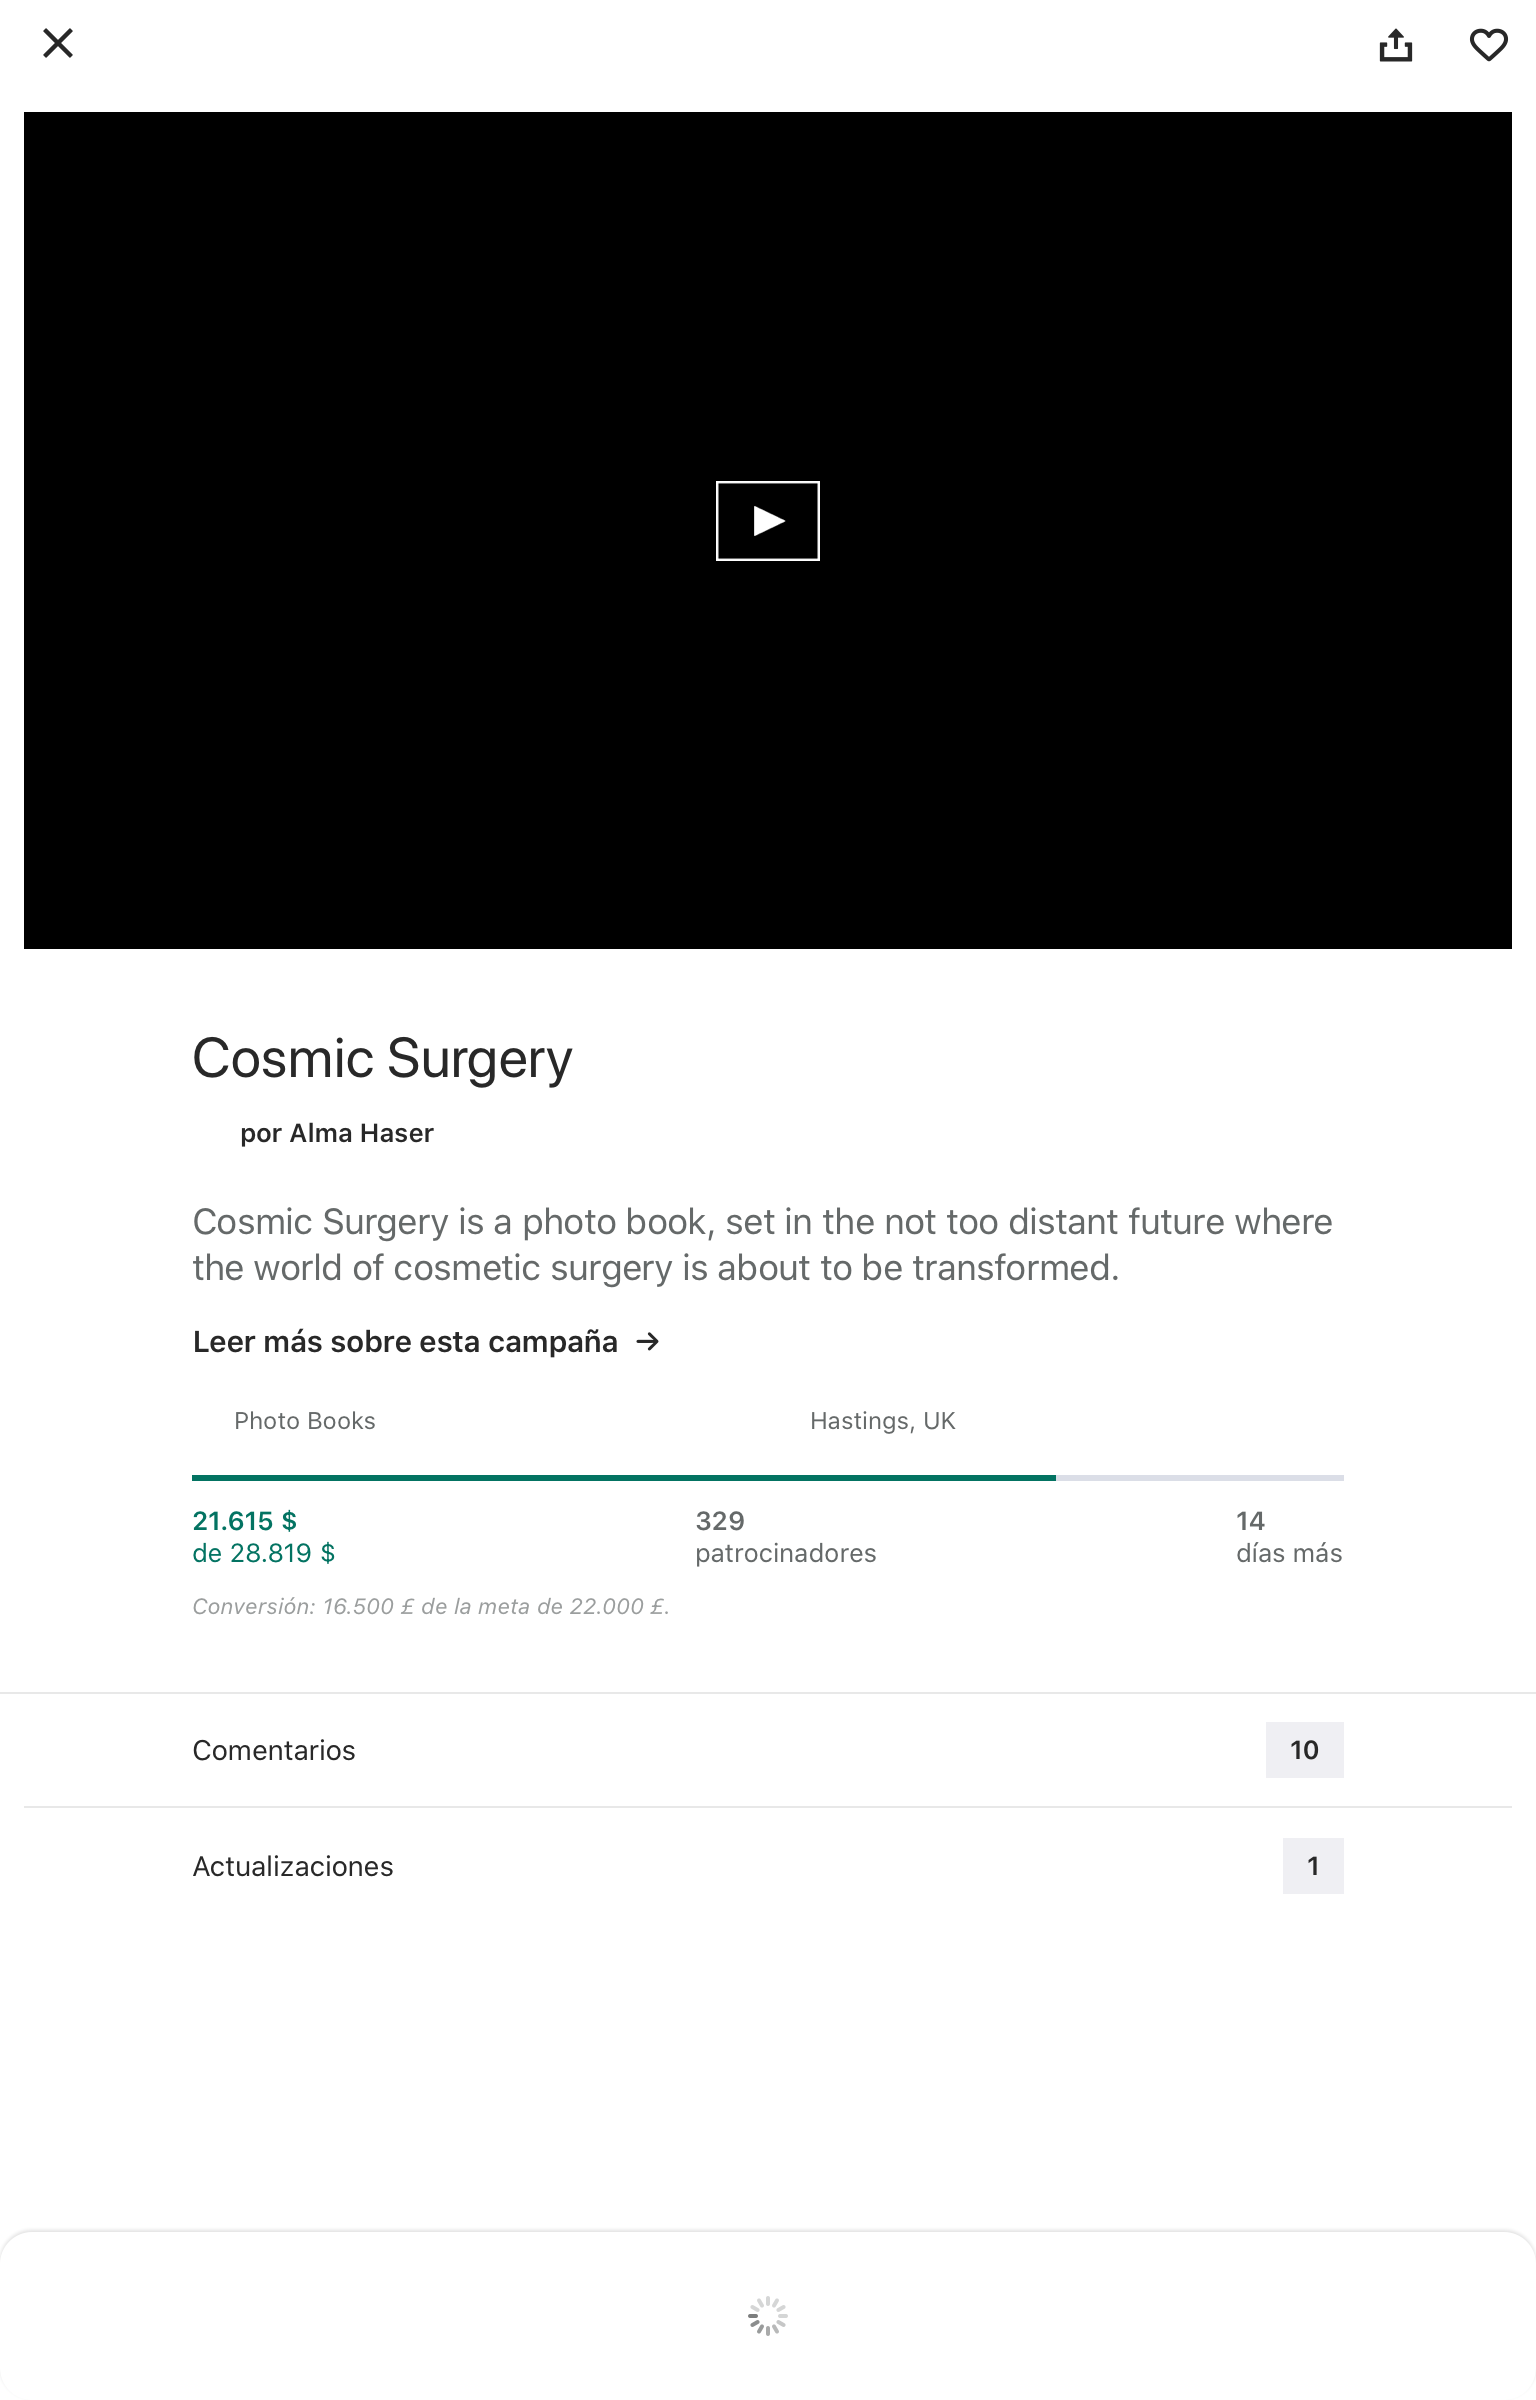 Cosmic Surgery
por Alma Haser
Cosmic Surgery is a photo book, set in the not too distant future where
the world of cosmetic surgery is about to be transformed.
Leer más sobre esta campaña →
Photo Books
Hastings, UK
21.615 $
de 28.819 $
329
patrocinadores
14
días más
Conversión: 16.500 £ de la meta de 22.000 £.
Comentarios
10
Actualizaciones
1